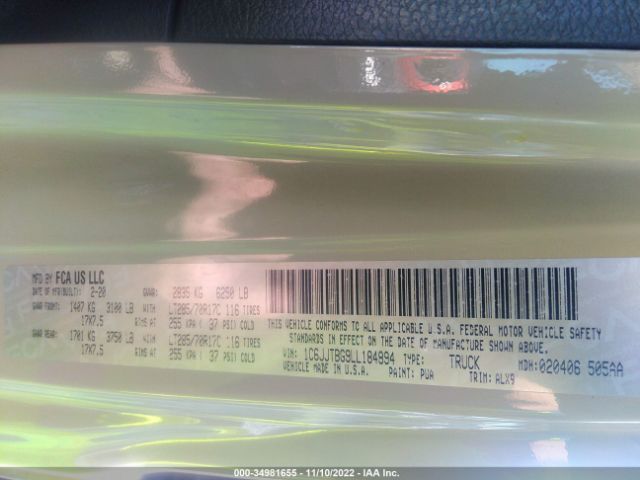 MFD BY FCA US LLC
DATE OF MFR(BUILT): 2-20 GVWR: 2835 KG 6250 LB
GAWR FRONT: 1407 KG 3100 LB WITH LT285/70R17C 116 TIRES
17X7.5 RIMS AT 255 KPA ( 37 PSI) COLD
GAWR REAR: 1701 KG 3750 LB WITH LT285/70R17C 116 TIRES
17X7.5 RIMS AT 255 KPA ( 37 PSI) COLD
THIS VEHICLE CONFORMS TO ALL APPLICABLE U.S.A. FEDERAL MOTOR VEHICLE SAFETY
STANDARDS IN EFFECT ON THE DATE OF MANUFACTURE SHOWN ABOVE.
VIN: 1C6JJTBG9LL184894 TYPE: TRUCK MDH: 020406 505AA
VEHICLE MADE IN U.S.A. PAINT: PUA TRIM: ALX9
000-34981655 - 11/10/2022 - IAA Inc.